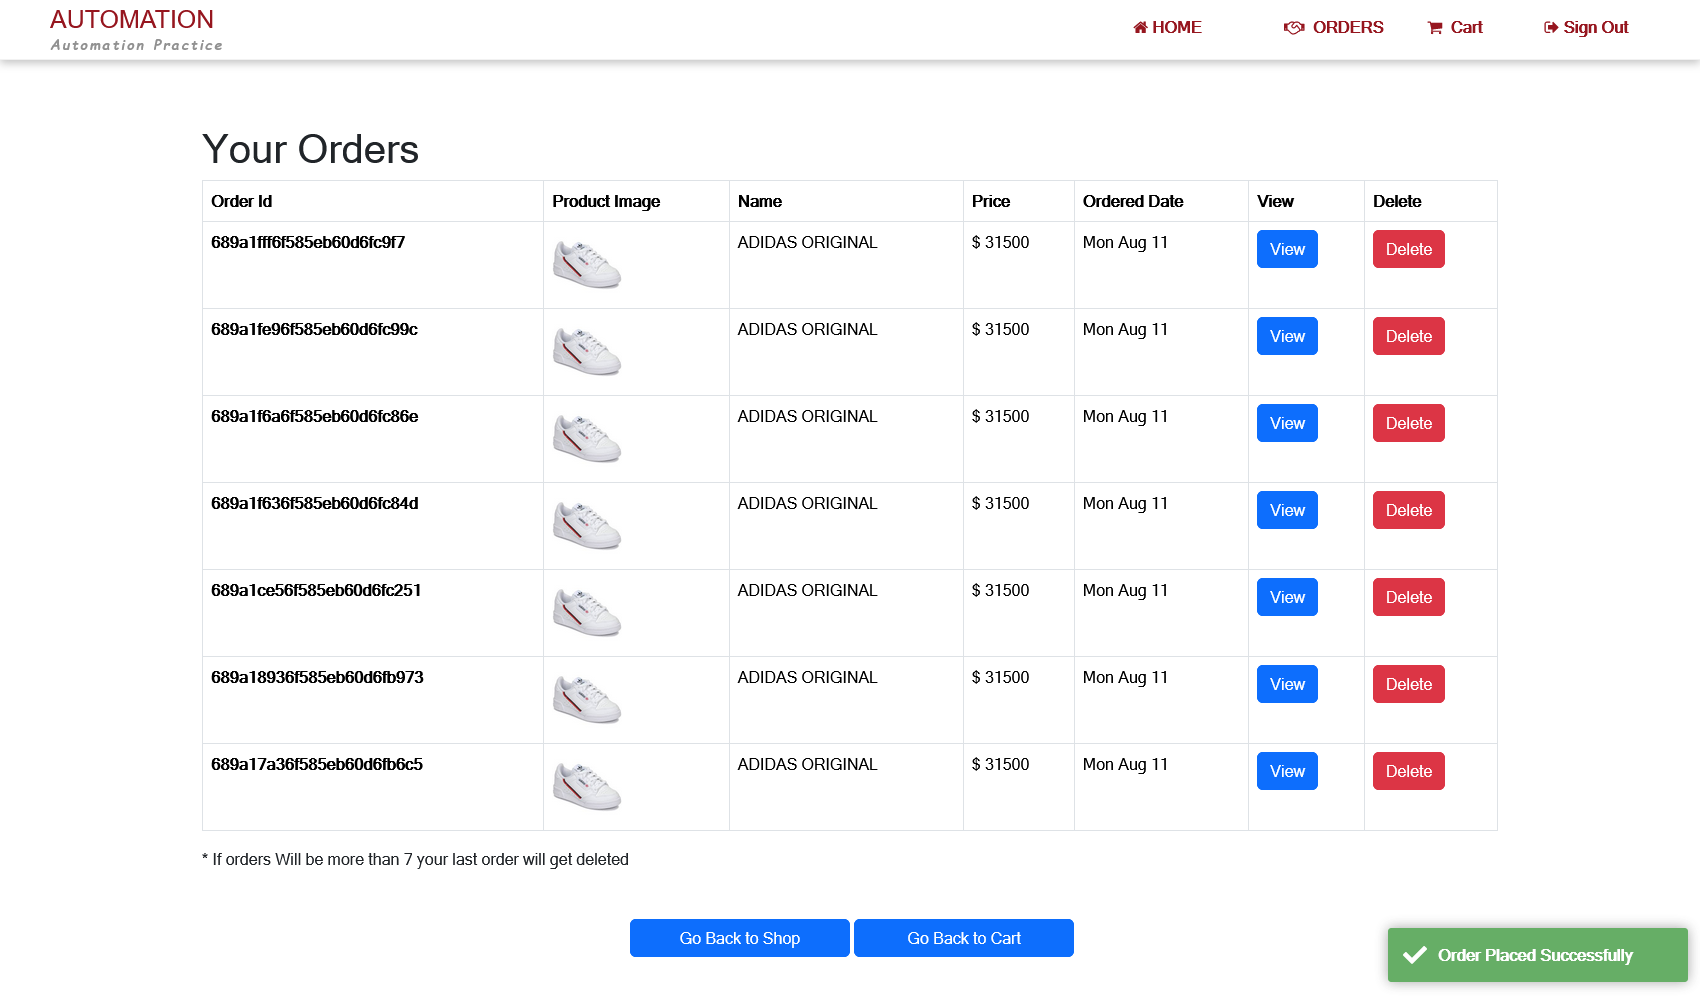 AUTOMATION
Automation Practice
HOME
ORDERS
Cart
Sign Out
Your Orders
Order Id Product Image Name Price Ordered Date View Delete
689a1fff6f585eb60d6fc9f7 ADIDAS ORIGINAL $ 31500 Mon Aug 11 View Delete
689a1fe96f585eb60d6fc99c ADIDAS ORIGINAL $ 31500 Mon Aug 11 View Delete
689a1f6a6f585eb60d6fc86e ADIDAS ORIGINAL $ 31500 Mon Aug 11 View Delete
689a1f636f585eb60d6fc84d ADIDAS ORIGINAL $ 31500 Mon Aug 11 View Delete
689a1ce56f585eb60d6fc251 ADIDAS ORIGINAL $ 31500 Mon Aug 11 View Delete
689a18936f585eb60d6fb973 ADIDAS ORIGINAL $ 31500 Mon Aug 11 View Delete
689a17a36f585eb60d6fb6c5 ADIDAS ORIGINAL $ 31500 Mon Aug 11 View Delete
* If orders Will be more than 7 your last order will get deleted
Go Back to Shop
Go Back to Cart
Order Placed Successfully